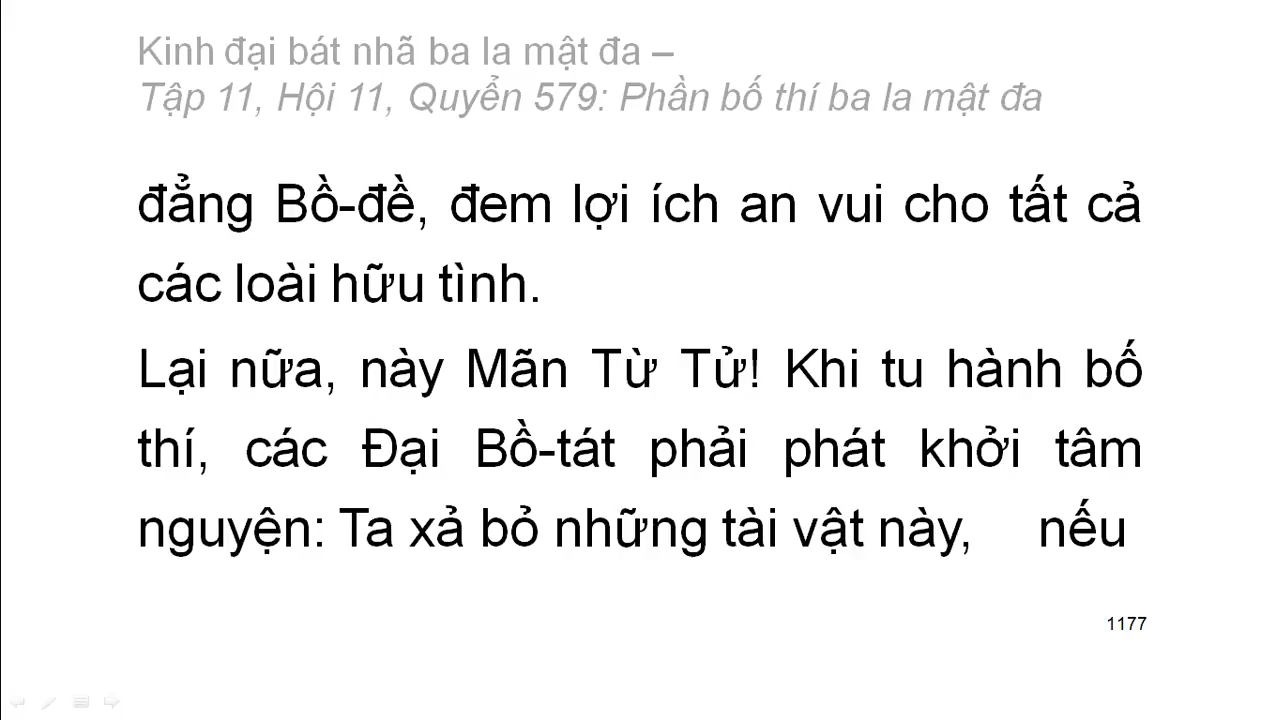 Kinh đại bát nhã ba la mật đa –
Tập 11, Hội 11, Quyển 579: Phần bố thí ba la mật đa
đẳng Bồ-đề, đem lợi ích an vui cho tất cả
các loài hữu tình.
Lại nữa, này Mãn Từ Tử! Khi tu hành bố
thí, các Đại Bồ-tát phải phát khởi tâm
nguyện: Ta xả bỏ những tài vật này, nếu
1177